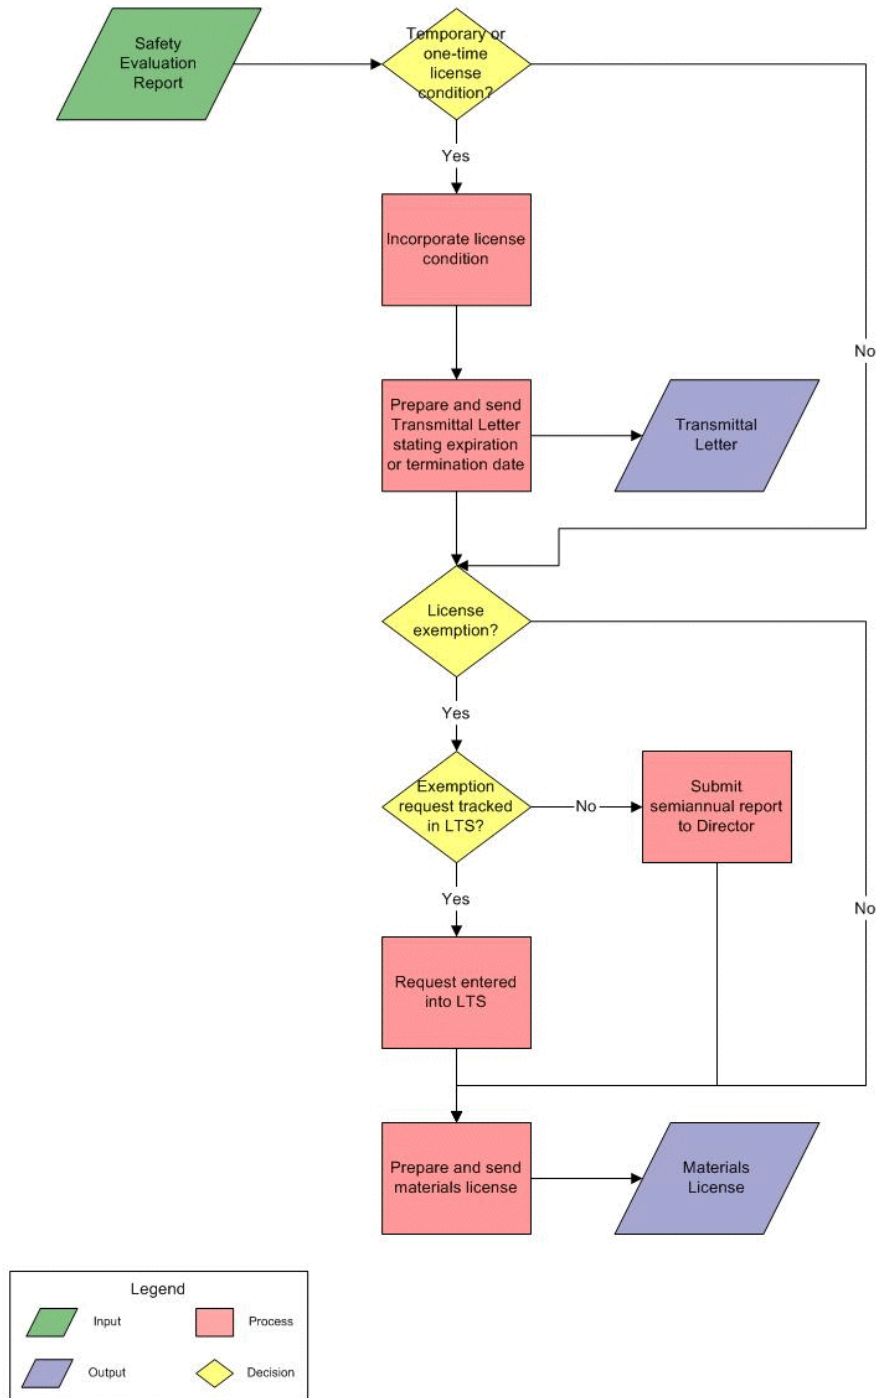 Safety
Evaluation
Report
Temporary or
one-time
license
condition?
Yes
Incorporate license
condition
No
Prepare and send
Transmittal Letter
stating expiration
or termination date
Transmittal
Letter
License
exemption?
Yes
Exemption
request tracked
in LTS?
No
Submit
semiannual report
to Director
Yes
No
Request entered
into LTS
Prepare and send
materials license
Materials
License
Legend
Input
Process
Output
Decision